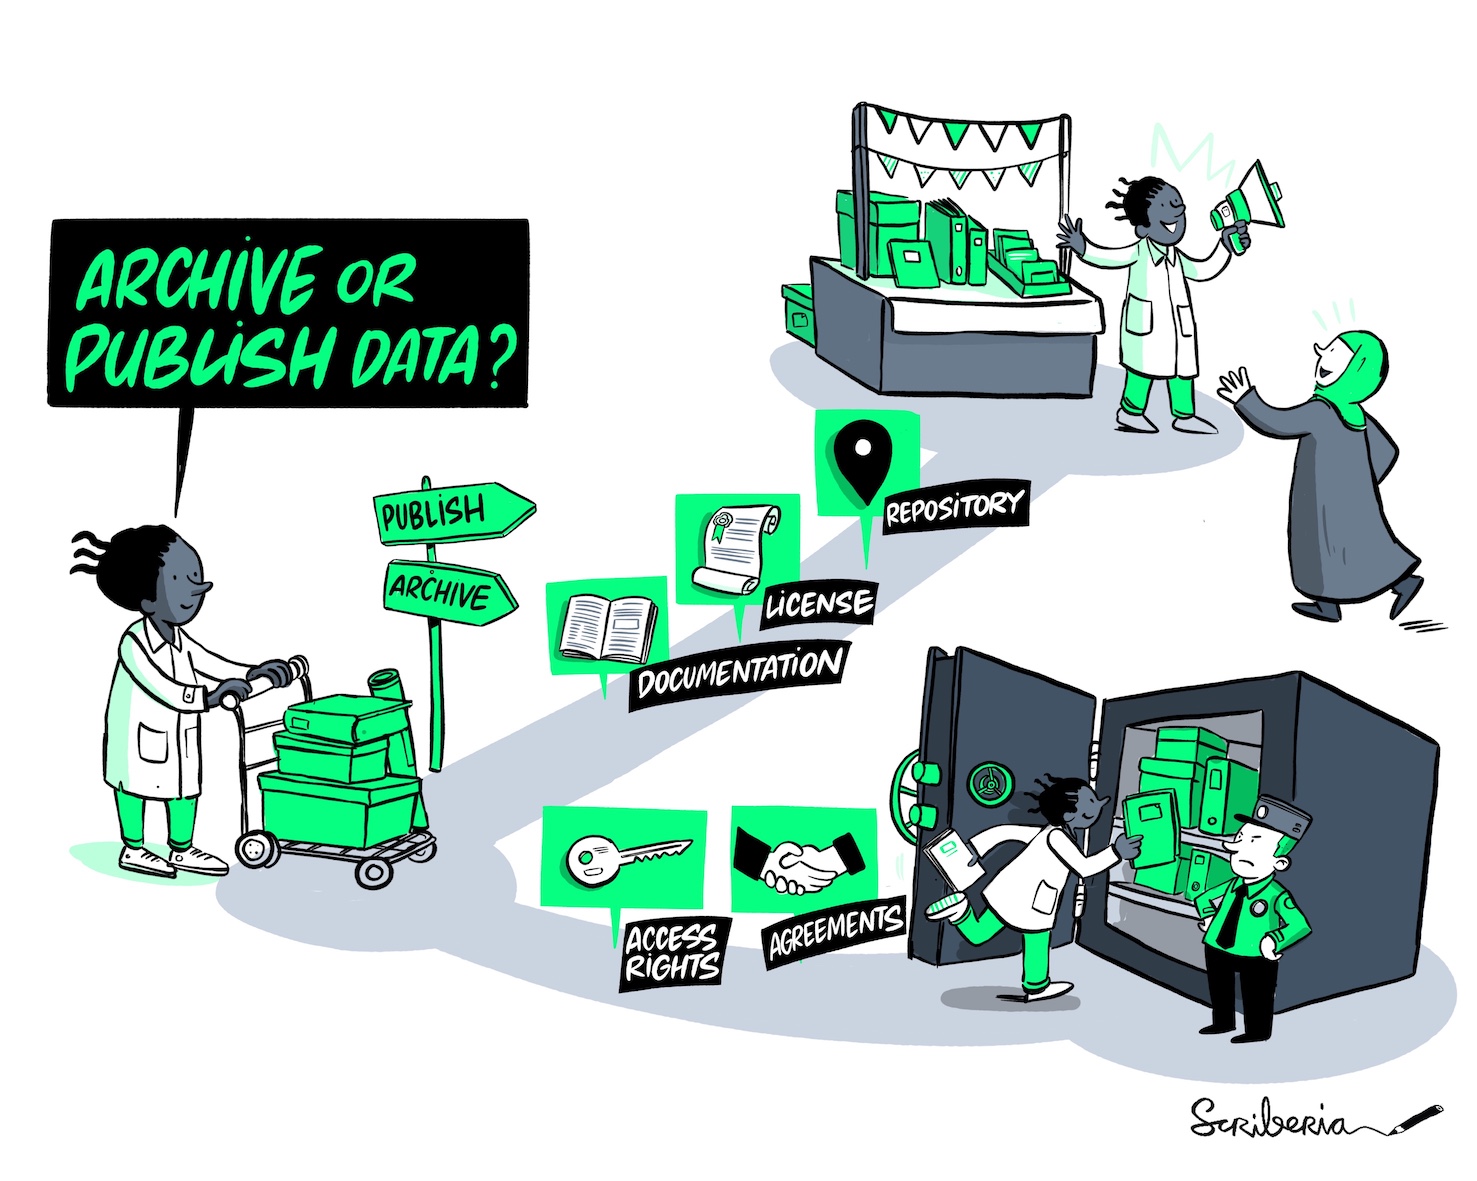 ARCHIVE OR
PUBLISH DATA?
PUBLISH
ARCHIVE
REPOSITORY
LICENSE
DOCUMENTATION
ACCESS
RIGHTS
AGREEMENTS
Scriberia